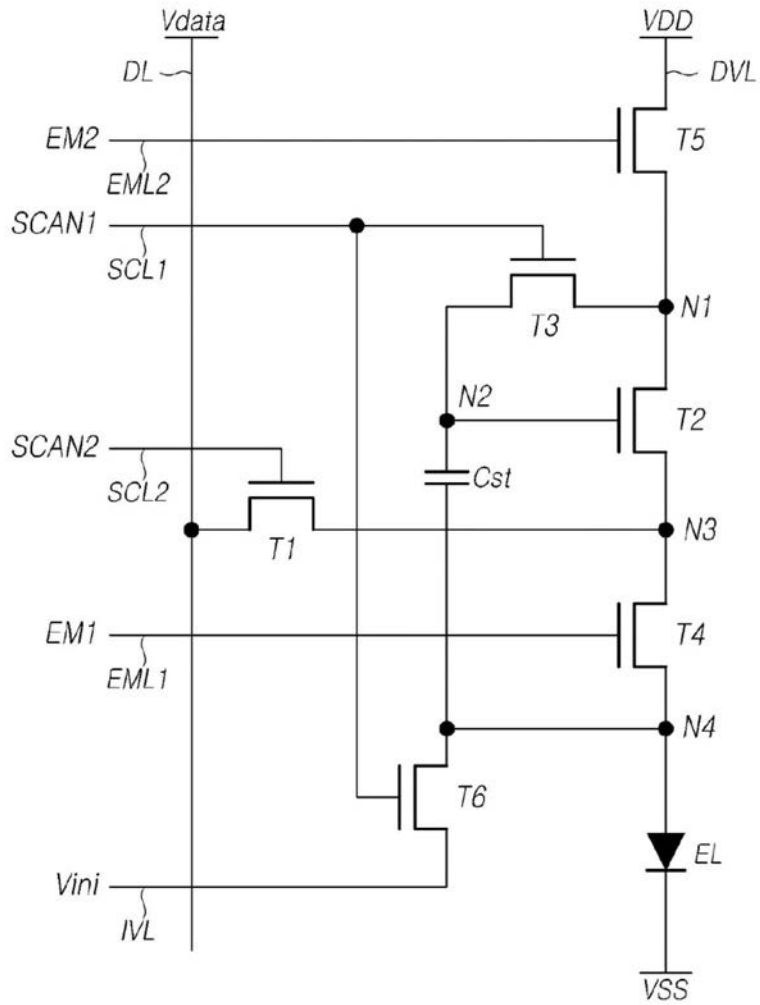 Vdata
VDD
DL
DVL
EM2
T5
EML2
SCAN1
SCL1
T3
N1
N2
T2
SCAN2
Cst
SCL2
T1
N3
EM1
T4
EML1
N4
T6
EL
Vini
IVL
VSS